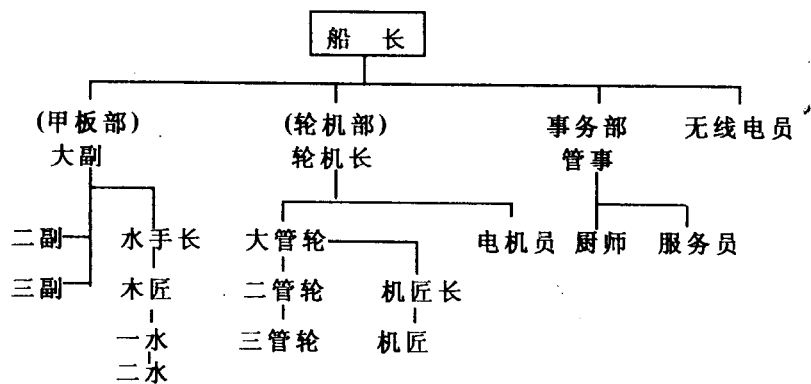 船 长
(甲板部) (轮机部) 事务部 无线电员
大副 轮机长 管事
二副 水手长 大管轮 电机员 厨师 服务员
三副 木匠 二管轮 机匠长
一水 三管轮 机匠
二水